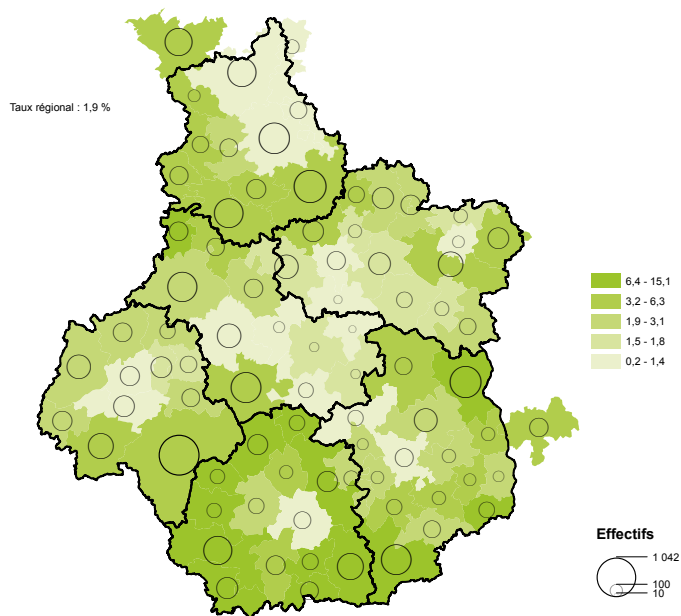 Taux régional : 1,9 %
6,4 - 15,1
3,2 - 6,3
1,9 - 3,1
1,5 - 1,8
0,2 - 1,4
Effectifs
1 042
100
10